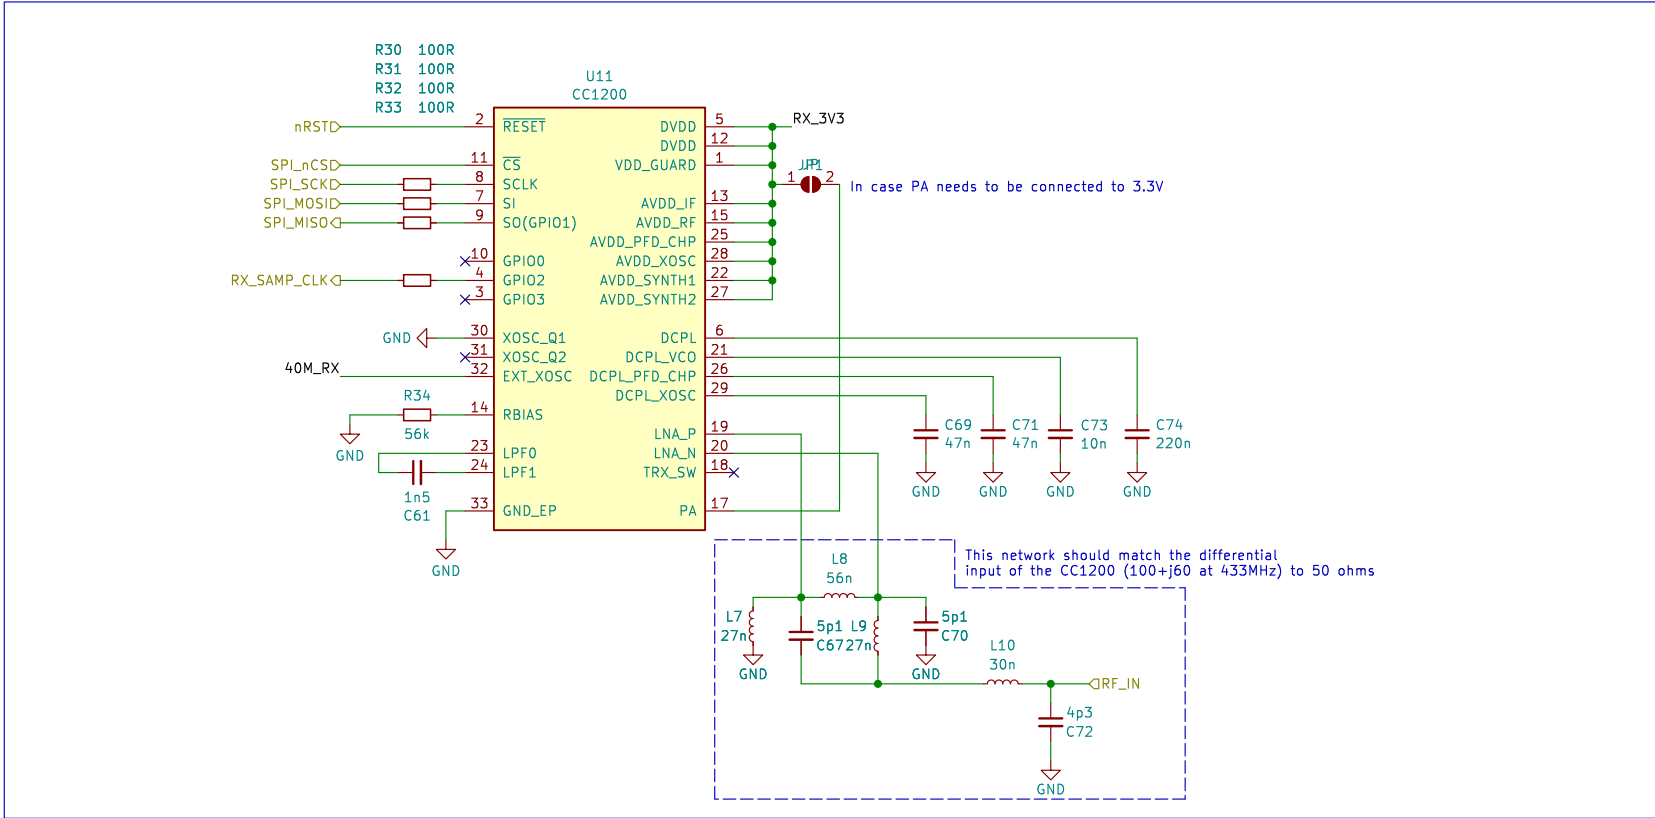 R30 100R
R31 100R
R32 100R
R33 100R
U11
CC1200
nRST
SPI_nCS
SPI_SCK
SPI_MOSI
SPI_MISO
RX_SAMP_CLK
GND
40M_RX
R34
56k
GND
1n5
C61
GND
2 RESET
11 CS
8 SCLK
7 SI
9 SO(GPIO1)
10 GPIO0
4 GPIO2
3 GPIO3
30 XOSC_Q1
31 XOSC_Q2
32 EXT_XOSC
14 RBIAS
23 LPF0
24 LPF1
33 GND_EP
DVDD 5
DVDD 12
VDD_GUARD 1
AVDD_IF 13
AVDD_RF 15
AVDD_PFD_CHP 25
AVDD_XOSC 28
AVDD_SYNTH1 22
AVDD_SYNTH2 27
DCPL 6
DCPL_VCO 21
DCPL_PFD_CHP 26
DCPL_XOSC 29
LNA_P 19
LNA_N 20
TRX_SW 18
PA 17
RX_3V3
1 2
In case PA needs to be connected to 3.3V
C69
47n
GND
C71
47n
GND
C73
10n
GND
C74
220n
GND
This network should match the differential
input of the CC1200 (100+j60 at 433MHz) to 50 ohms
L8
56n
L7
27n
GND
5p1
C67
L9
27n
5p1
C70
GND
L10
30n
RF_IN
4p3
C72
GND